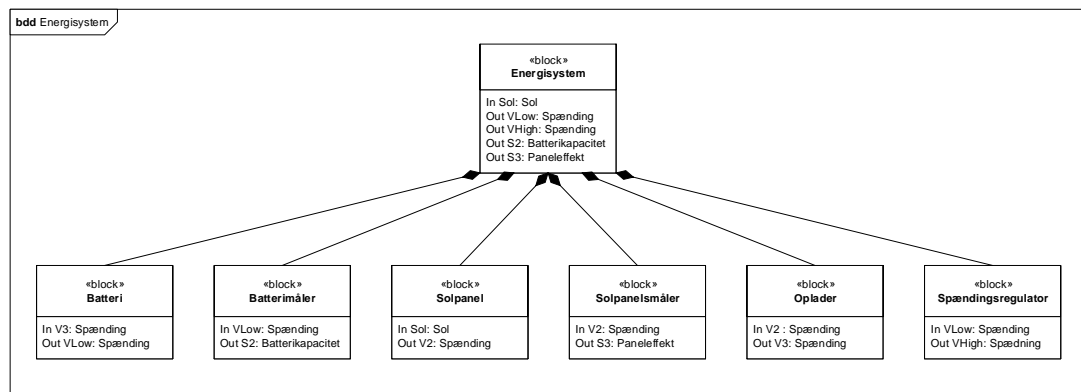 bdd Energisystem
«block»
Energisystem
In Sol: Sol
Out VLow: Spænding
Out VHigh: Spænding
Out S2: Batterikapacitet
Out S3: Paneleffekt
«block»
Batteri
In V3: Spænding
Out VLow: Spænding
«block»
Batterimåler
In VLow: Spænding
Out S2: Batterikapacitet
«block»
Solpanel
In Sol: Sol
Out V2: Spænding
«block»
Solpanelsmåler
In V2: Spænding
Out S3: Paneleffekt
«block»
Oplader
In V2 : Spænding
Out V3: Spænding
«block»
Spændingsregulator
In VLow: Spænding
Out VHigh: Spædning